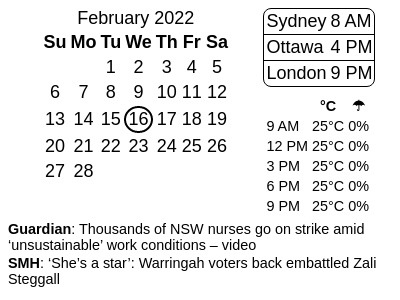 February 2022
Su Mo Tu We Th Fr Sa
1 2 3 4 5
6 7 8 9 10 11 12
13 14 15 16 17 18 19
20 21 22 23 24 25 26
27 28
Sydney 8 AM
Ottawa 4 PM
London 9 PM
°C ☂
9 AM 25°C 0%
12 PM 25°C 0%
3 PM 25°C 0%
6 PM 25°C 0%
9 PM 25°C 0%
Guardian: Thousands of NSW nurses go on strike amid
‘unsustainable’ work conditions – video
SMH: ‘She’s a star’: Warringah voters back embattled Zali
Steggall